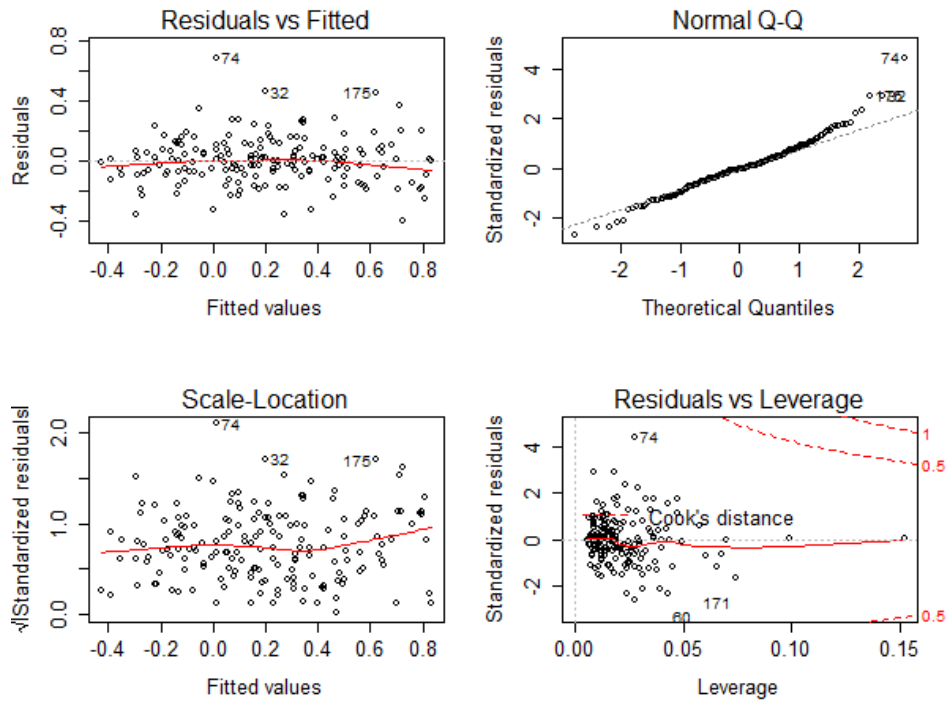 Residuals vs Fitted
0.8
0.4
0.0
-0.4
Residuals
74
32
175
-0.4 -0.2 0.0 0.2 0.4 0.6 0.8
Fitted values
Normal Q-Q
4
2
0
-2
Standardized residuals
74
-2 -1 0 1 2
Theoretical Quantiles
Scale-Location
2.0
1.0
0.0
√|Standardized residuals|
74
32
175
-0.4 -0.2 0.0 0.2 0.4 0.6 0.8
Fitted values
Residuals vs Leverage
4
2
0
-2
Standardized residuals
74
1
0.5
Cook's distance
171
60
0.5
0.00 0.05 0.10 0.15
Leverage